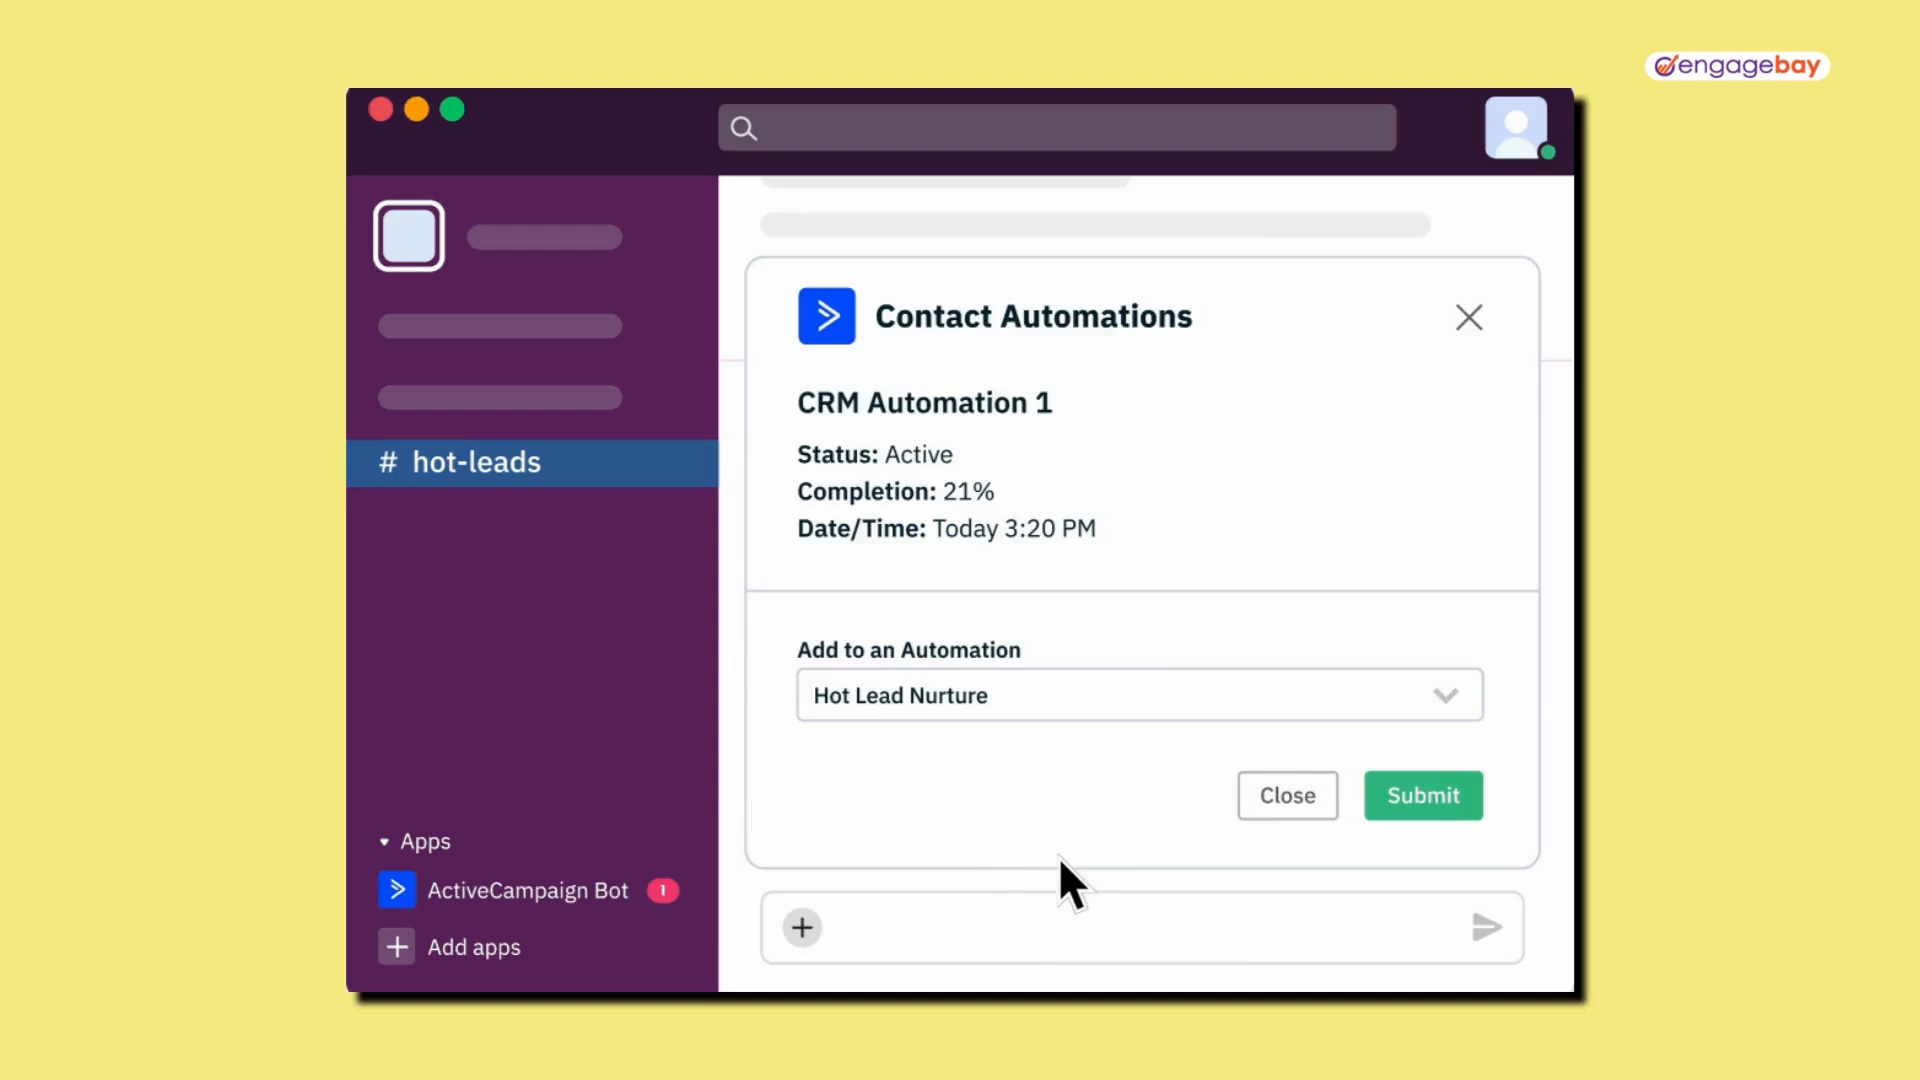 engagebay
Contact Automations
CRM Automation 1
Status: Active
Completion: 21%
Date/Time: Today 3:20 PM
# hot-leads
Add to an Automation
Hot Lead Nurture
Close
Submit
Apps
ActiveCampaign Bot 1
Add apps